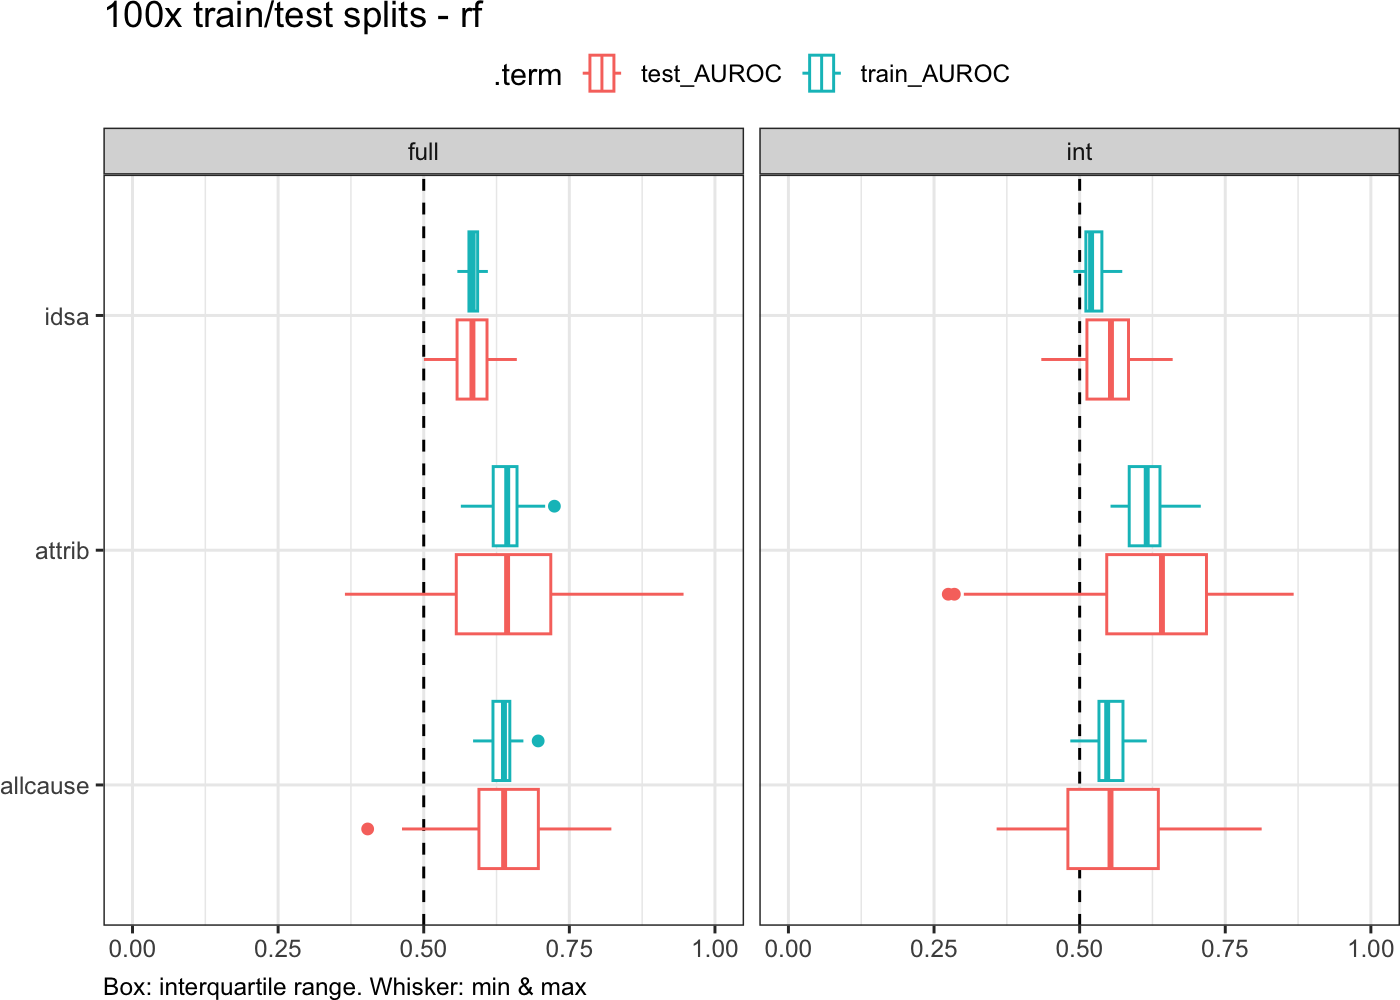 100x train/test splits - rf
.term test_AUROC train_AUROC
full int
idsa
attrib
allcause
0.00 0.25 0.50 0.75 1.00 0.00 0.25 0.50 0.75 1.00
Box: interquartile range. Whisker: min & max